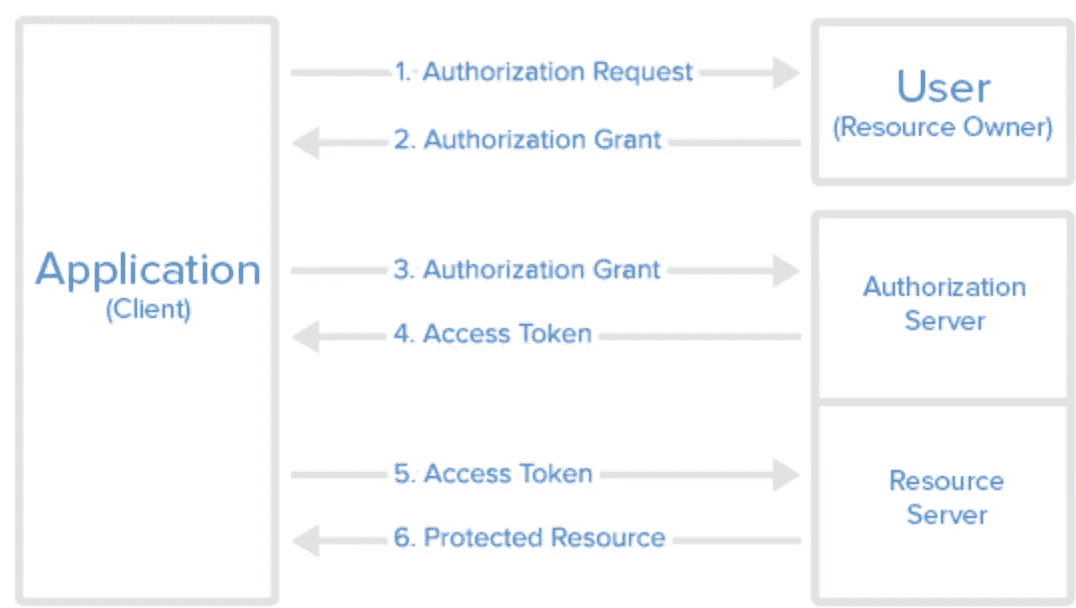 1. Authorization Request
User
(Resource Owner)
2. Authorization Grant
Application
(Client)
3. Authorization Grant
Authorization
Server
4. Access Token
5. Access Token
Resource
Server
6. Protected Resource